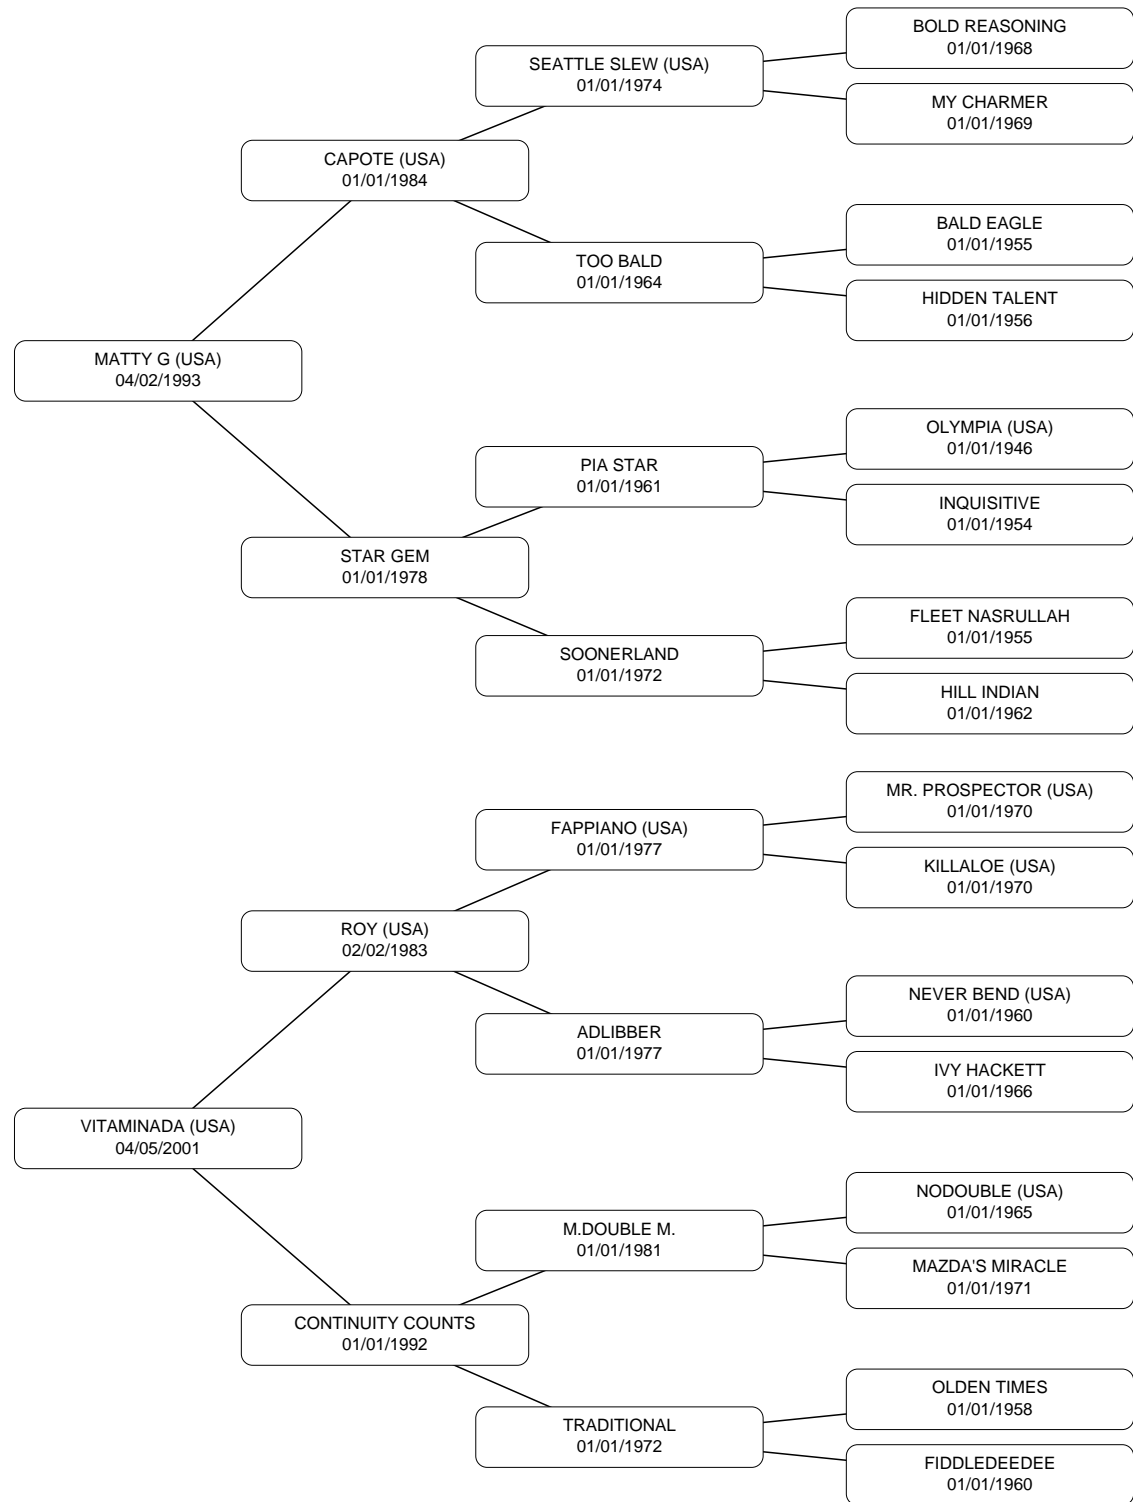 BOLD REASONING
01/01/1968
SEATTLE SLEW (USA)
01/01/1974
MY CHARMER
01/01/1969
CAPOTE (USA)
01/01/1984
BALD EAGLE
01/01/1955
TOO BALD
01/01/1964
HIDDEN TALENT
01/01/1956
MATTY G (USA)
04/02/1993
OLYMPIA (USA)
01/01/1946
PIA STAR
01/01/1961
INQUISITIVE
01/01/1954
STAR GEM
01/01/1978
FLEET NASRULLAH
01/01/1955
SOONERLAND
01/01/1972
HILL INDIAN
01/01/1962
MR. PROSPECTOR (USA)
01/01/1970
FAPPIANO (USA)
01/01/1977
KILLALOE (USA)
01/01/1970
ROY (USA)
02/02/1983
NEVER BEND (USA)
01/01/1960
ADLIBBER
01/01/1977
IVY HACKETT
01/01/1966
VITAMINADA (USA)
04/05/2001
NODOUBLE (USA)
01/01/1965
M.DOUBLE M.
01/01/1981
MAZDA'S MIRACLE
01/01/1971
CONTINUITY COUNTS
01/01/1992
OLDEN TIMES
01/01/1958
TRADITIONAL
01/01/1972
FIDDLEDEEDEE
01/01/1960